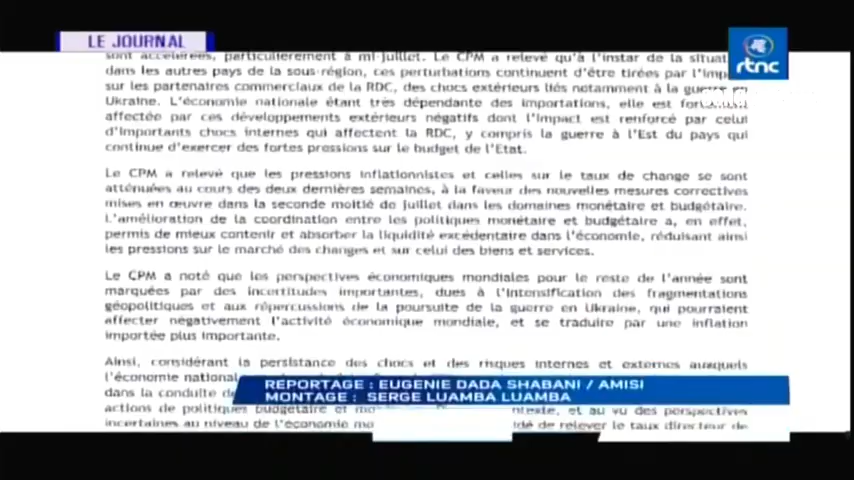 LE JOURNAL
rtnc
sont accélérées, particulièrement à mi-juillet. Le CPM a relevé qu'à l'instar de la
dans les autres pays de la sous-région, ces perturbations continuent d'être tirées par
sur les partenaires commerciaux de la RDC, des chocs extérieurs liés notamment à la guerre en
Ukraine. L'économie nationale étant très dépendante des importations, elle est
affectée par ces développements extérieurs négatifs dont l'impact est renforcé par celui
d'importants chocs internes qui affectent la RDC, y compris la guerre à l'Est du pays qui
continue d'exercer des fortes pressions sur le budget de l'Etat.
Le CPM a relevé que les pressions inflationnistes et celles sur le taux de change se sont
atténuées au cours des deux dernières semaines, à la faveur des nouvelles mesures correctives
mises en œuvre dans la seconde moitié de juillet dans les domaines monétaire et budgétaire.
L'amélioration de la coordination entre les politiques monétaire et budgétaire a, en effet,
permis de mieux contenir et absorber la liquidité excédentaire dans l'économie, réduisant ainsi
les pressions sur le marché des changes et sur celui des biens et services.
Le CPM a noté que les perspectives économiques mondiales pour le reste de l'année sont
marquées par des incertitudes importantes, dues à l'intensification des fragmentations
géopolitiques et aux répercussions de la poursuite de la guerre en Ukraine, qui pourraient
affecter négativement l'activité économique mondiale, et se traduire par une inflation
importée plus importante.
Ainsi, considérant la persistance des chocs et des risques internes et externes auxquels
l'économie nationale
dans la conduite de
actions de politiques budgétaire et et au vu des perspectives
incertaines au niveau de l'économie de relever le taux directeur de
REPORTAGE : EUGENIE DADA SHABANI / AMISI
MONTAGE : SERGE LUAMBA LUAMBA